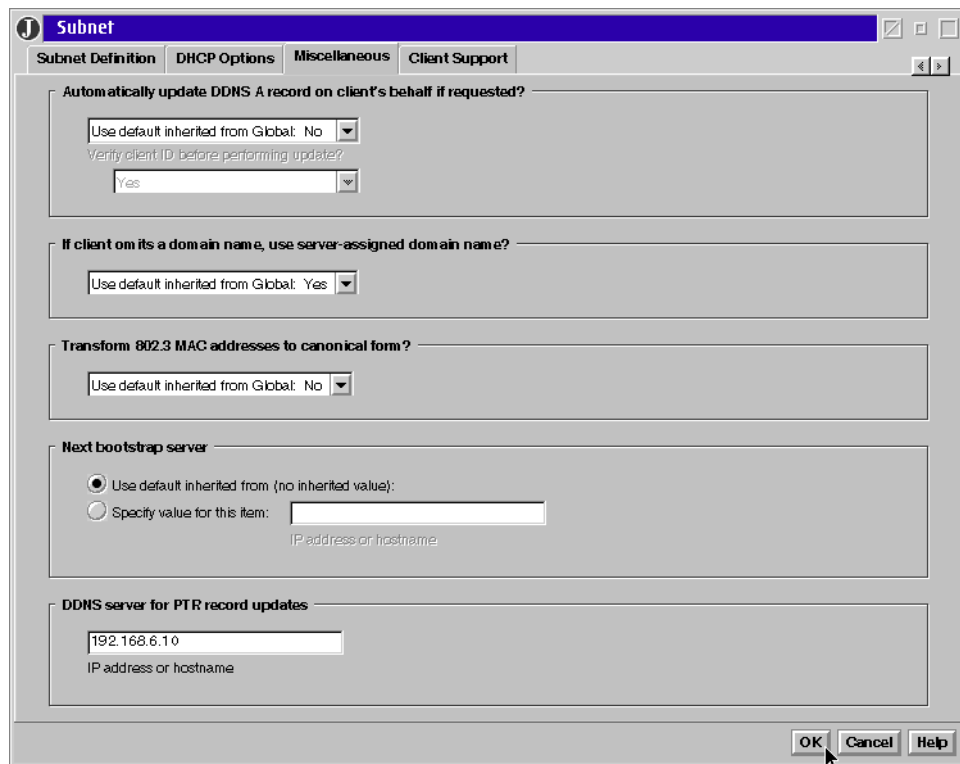 J Subnet
Subnet Definition DHCP Options Miscellaneous Client Support
Automatically update DDNS A record on client's behalf if requested?
Use default inherited from Global: No
Verify client ID before performing update?
Yes
If client omits a domain name, use server-assigned domain name?
Use default inherited from Global: Yes
Transform 802.3 MAC addresses to canonical form?
Use default inherited from Global: No
Next bootstrap server
Use default inherited from (no inherited value):
Specify value for this item:
IP address or hostname
DDNS server for PTR record updates
192.168.6.10
IP address or hostname
OK Cancel Help